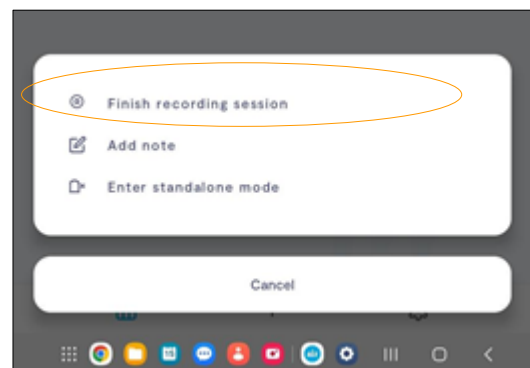 Finish recording session
Add note
Enter standalone mode
Cancel